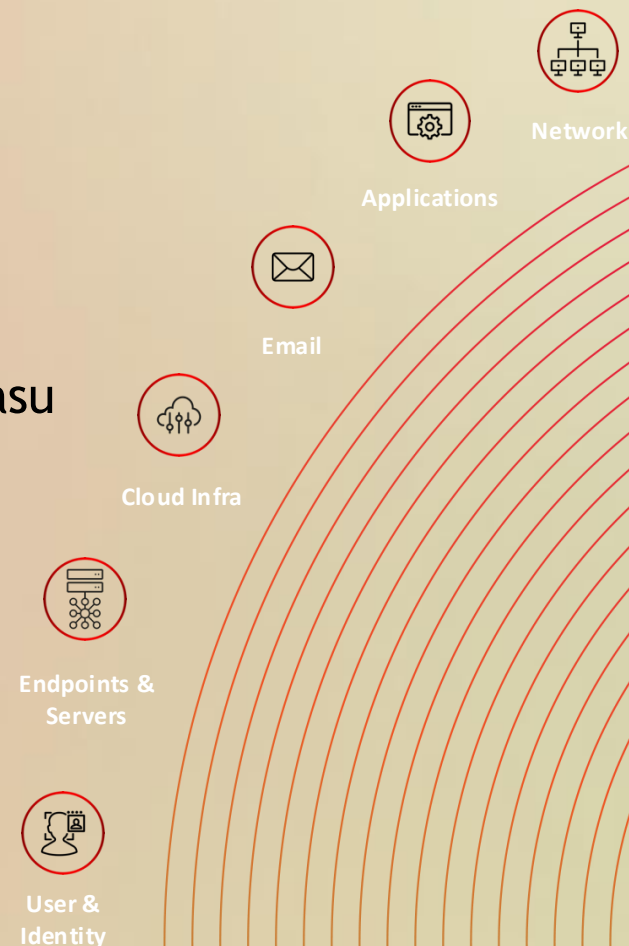 Network
Applications
Email
asu
Cloud Infra
Endpoints &
Servers
User &
Identity